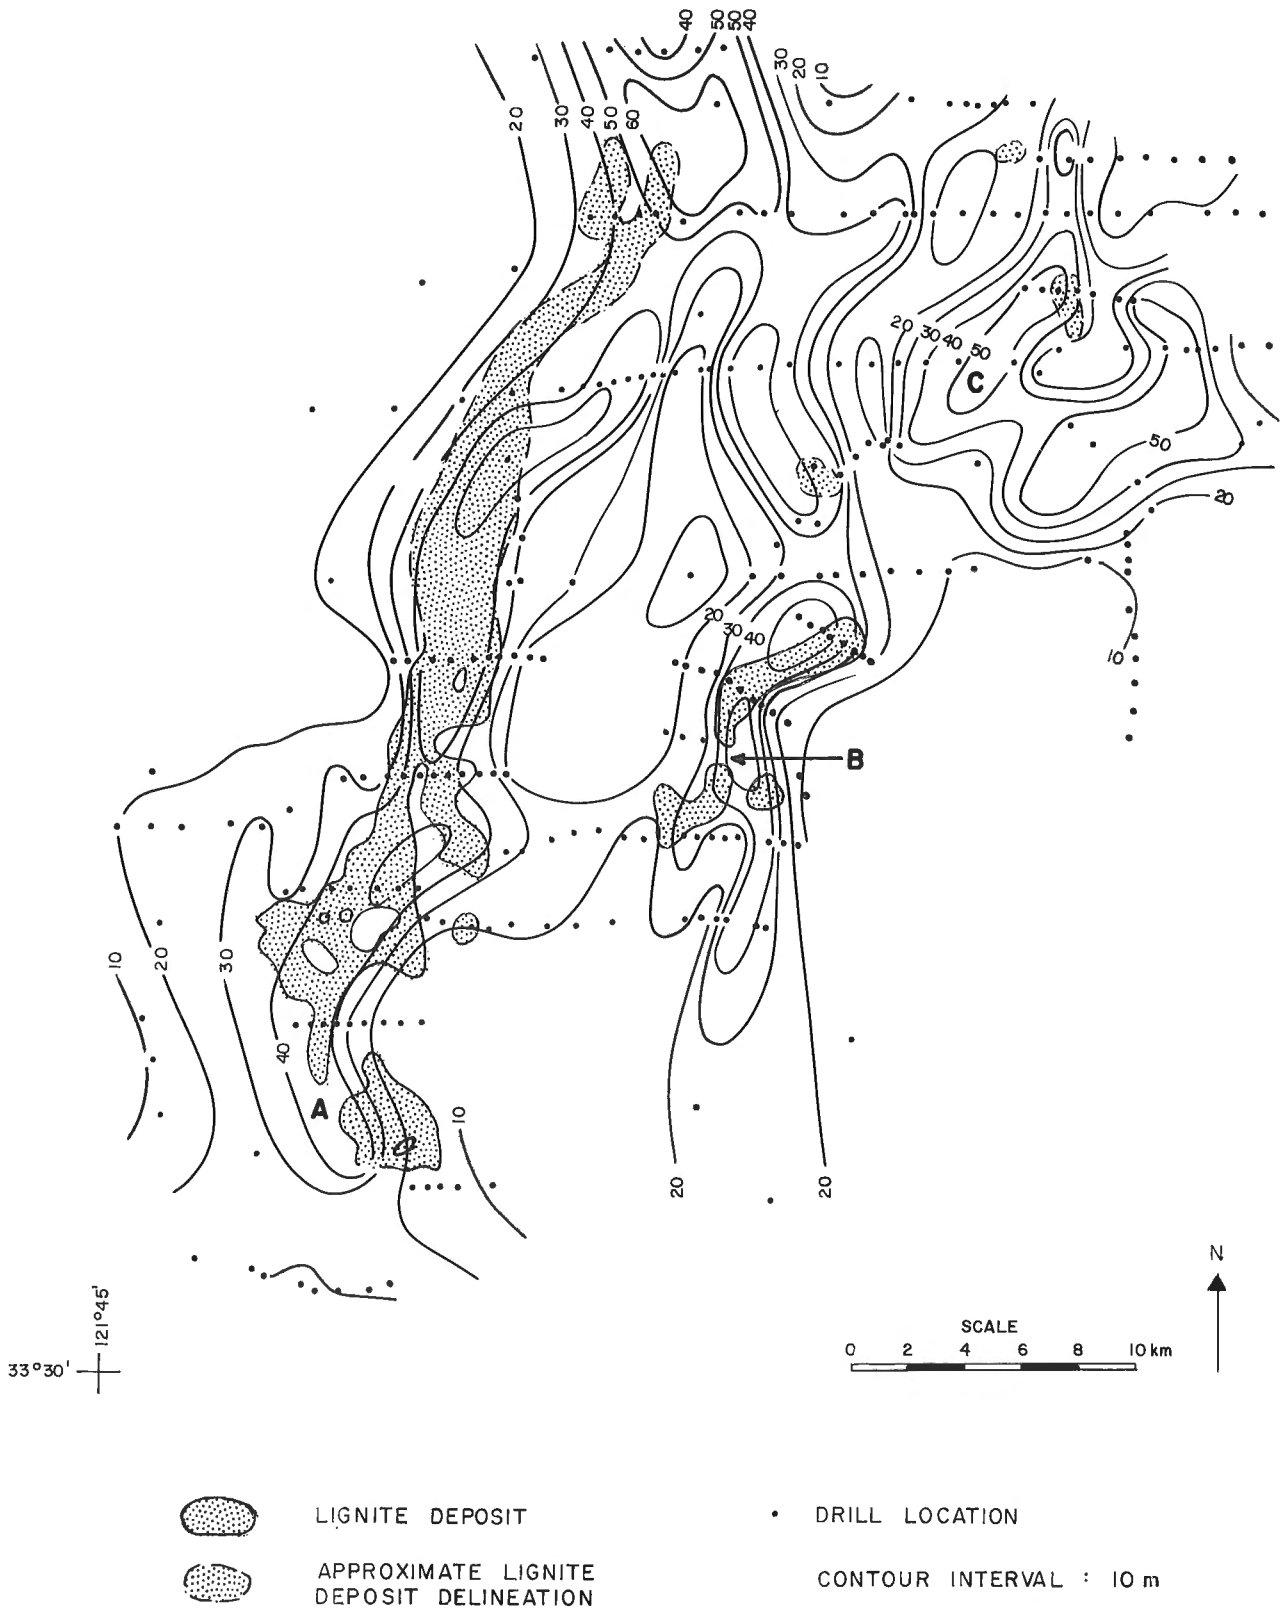 40 50 50 40
30
20
10
20 30 40 50 60
20 30 40 50
C
50
20
20 30 40
10
B
10 20 30
40
A
10
20
20
N
121°45'
33°30'
SCALE
0 2 4 6 8 10 km
LIGNITE DEPOSIT
• DRILL LOCATION
APPROXIMATE LIGNITE
DEPOSIT DELINEATION
CONTOUR INTERVAL : 10 m